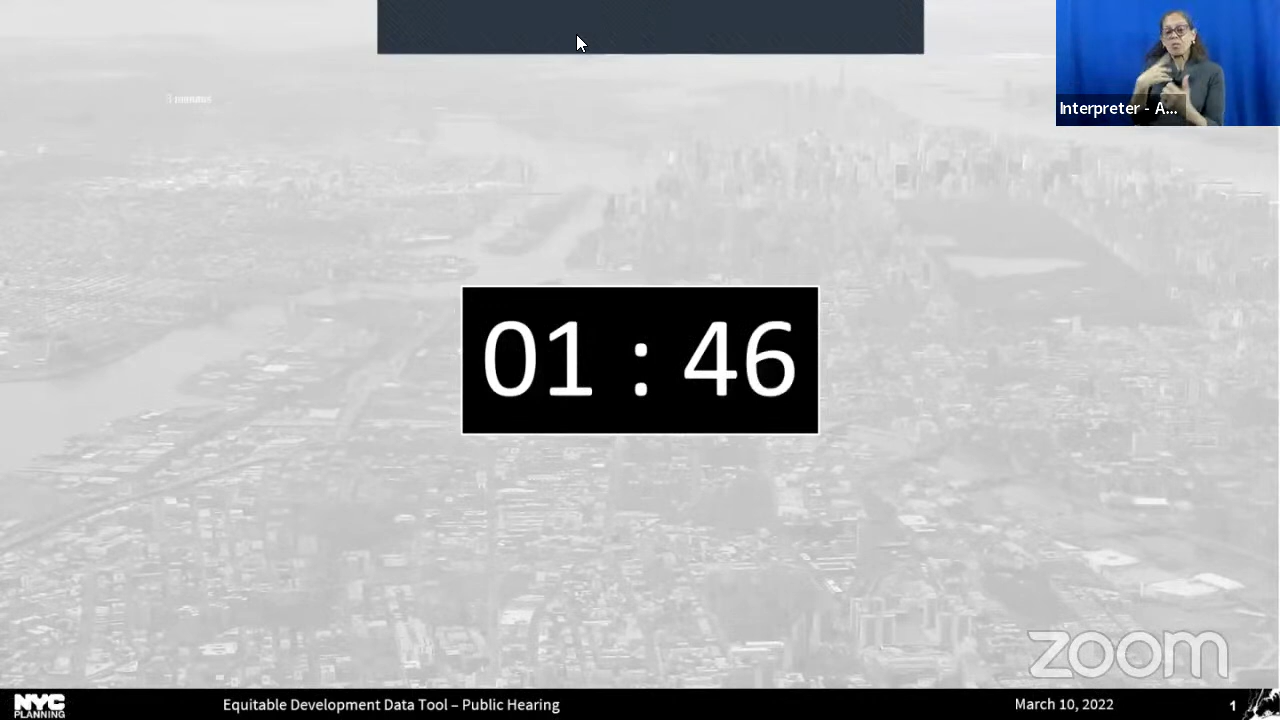 Interpreter - A...
01 : 46
zoom
NYC
PLANNING
Equitable Development Data Tool – Public Hearing
March 10, 2022
1